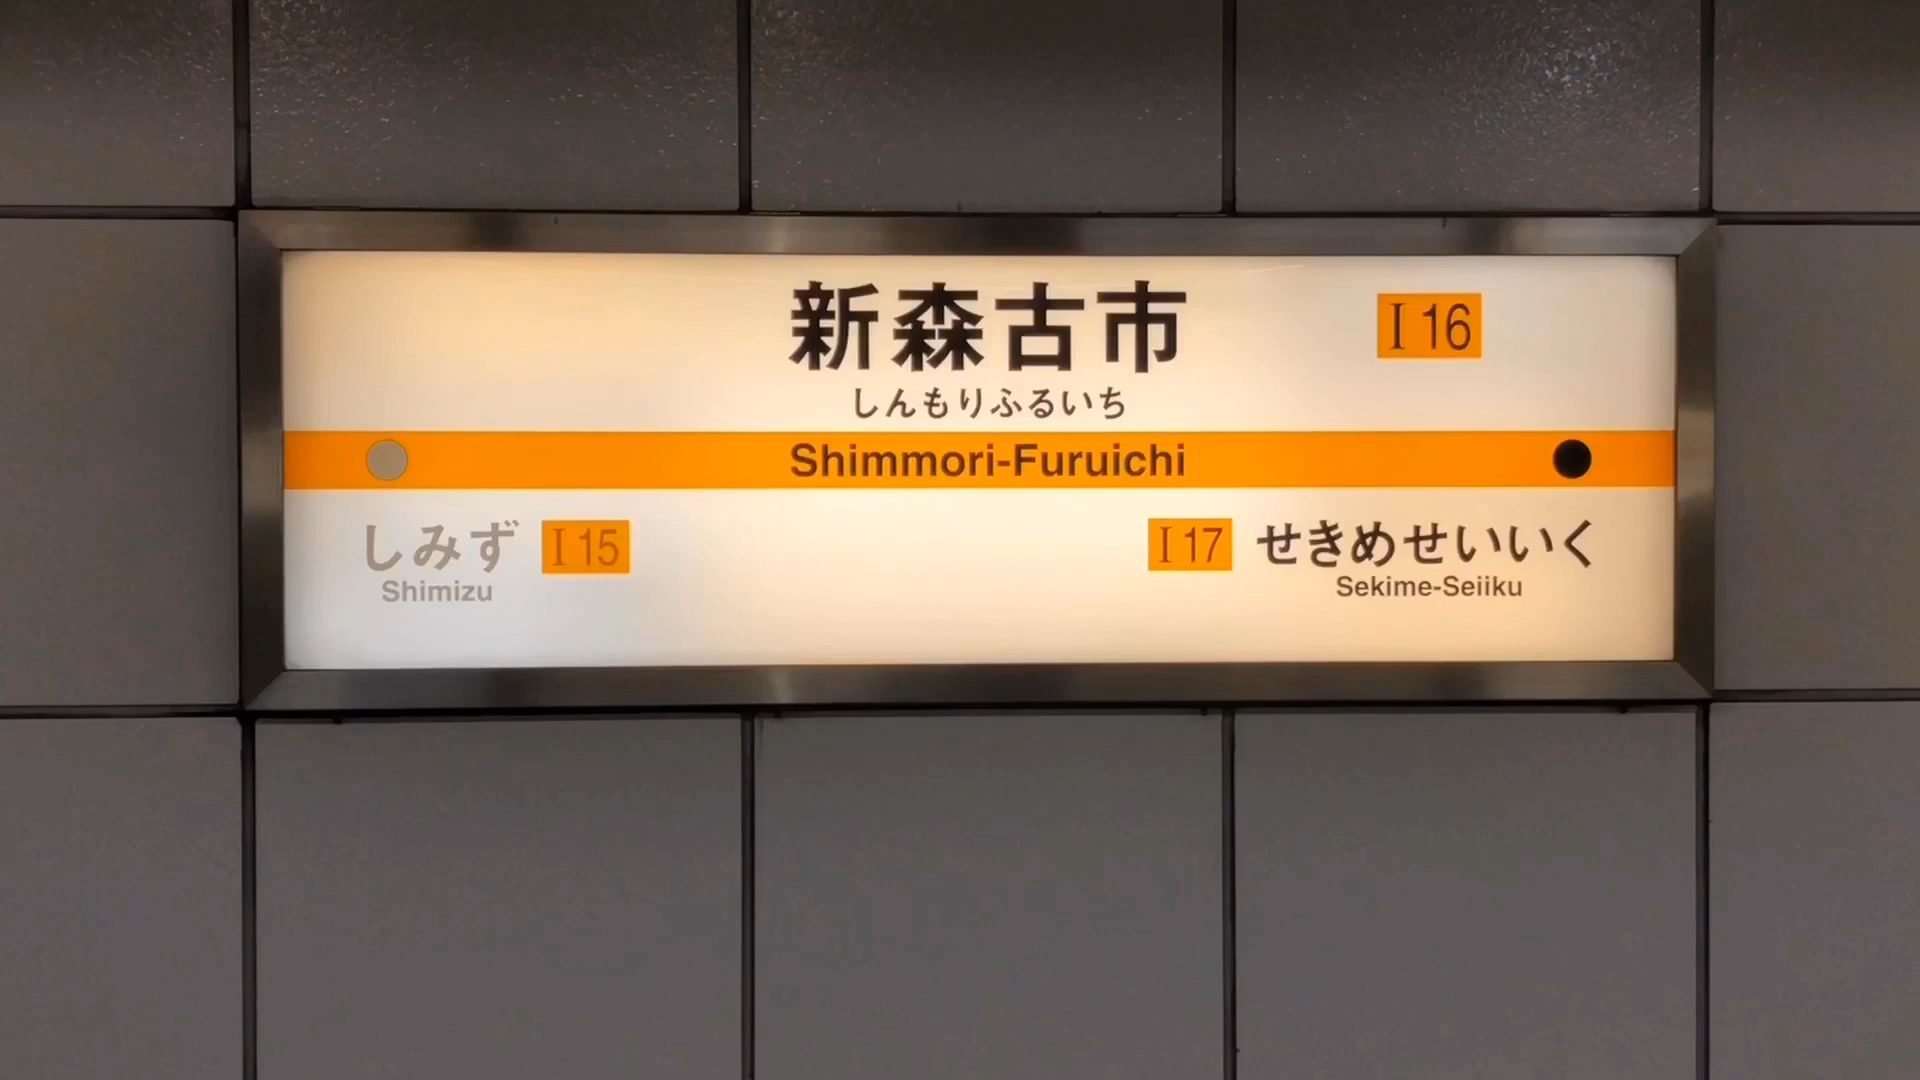 新森古市 I 16
しんもりふるいち
Shimmori-Furuichi
しみず I 15
Shimizu
I 17 せきめせいいく
Sekime-Seiiku